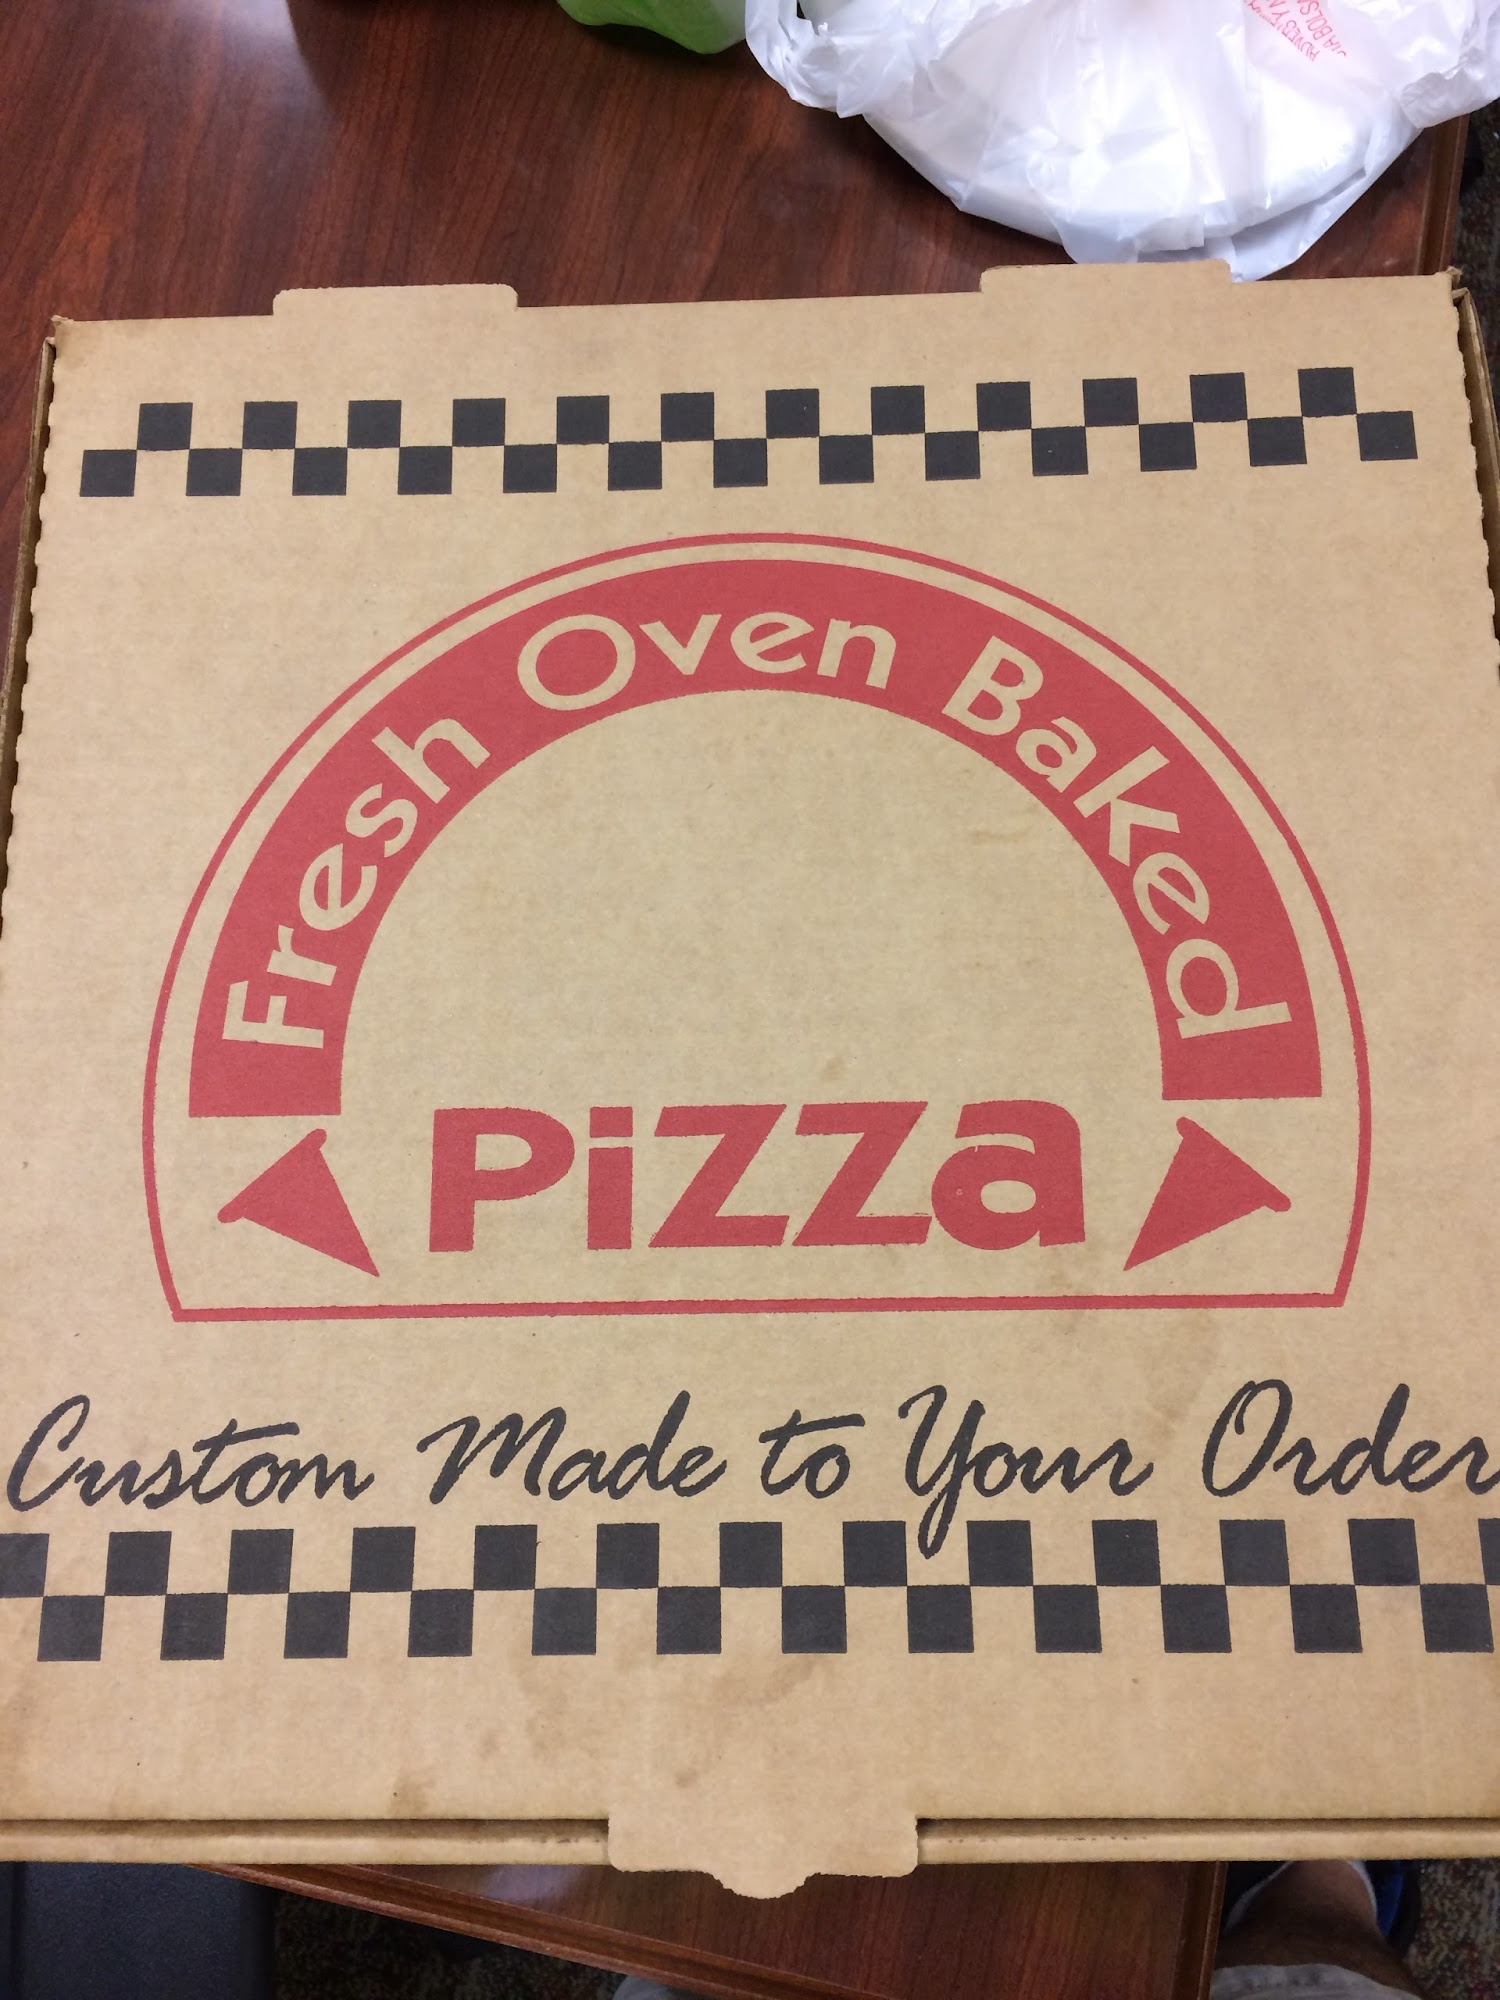 Fresh Oven Baked
Pizza
Custom Made to Your Order